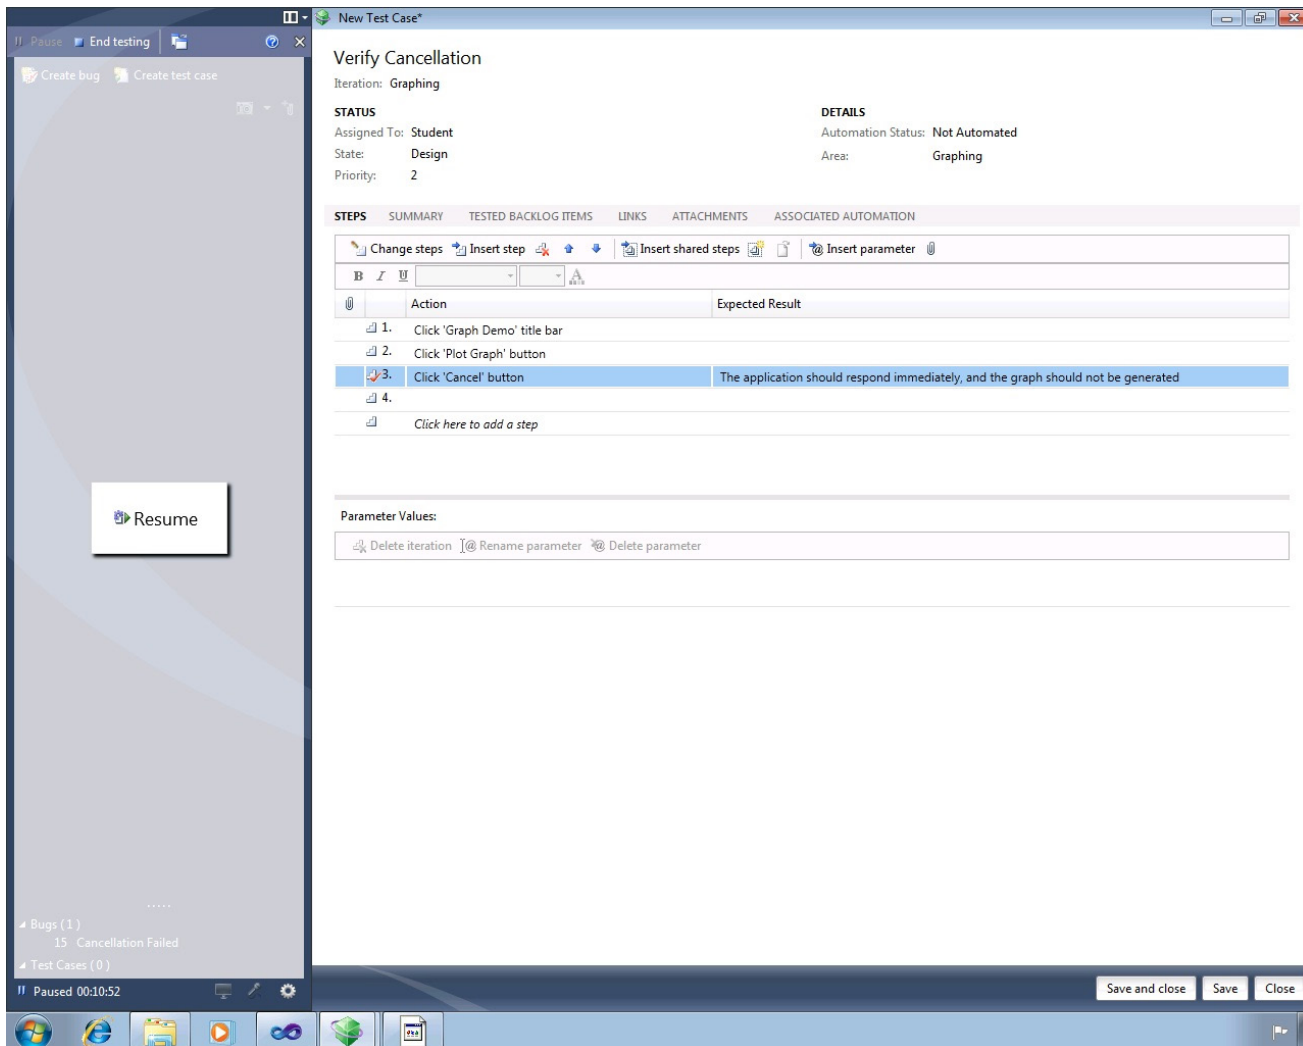 New Test Case*
Pause End testing
Create bug Create test case
Resume
Bugs ( 1 )
15 Cancellation Failed
Test Cases ( 0 )
Paused 00:10:52
Verify Cancellation
Iteration: Graphing
STATUS
Assigned To: Student
State: Design
Priority: 2
DETAILS
Automation Status: Not Automated
Area: Graphing
STEPS SUMMARY TESTED BACKLOG ITEMS LINKS ATTACHMENTS ASSOCIATED AUTOMATION
Change steps Insert step Insert shared steps Insert parameter
B I U A
Action Expected Result
1. Click 'Graph Demo' title bar
2. Click 'Plot Graph' button
3. Click 'Cancel' button The application should respond immediately, and the graph should not be generated
4.
Click here to add a step
Parameter Values:
Delete iteration Rename parameter Delete parameter
Save and close Save Close